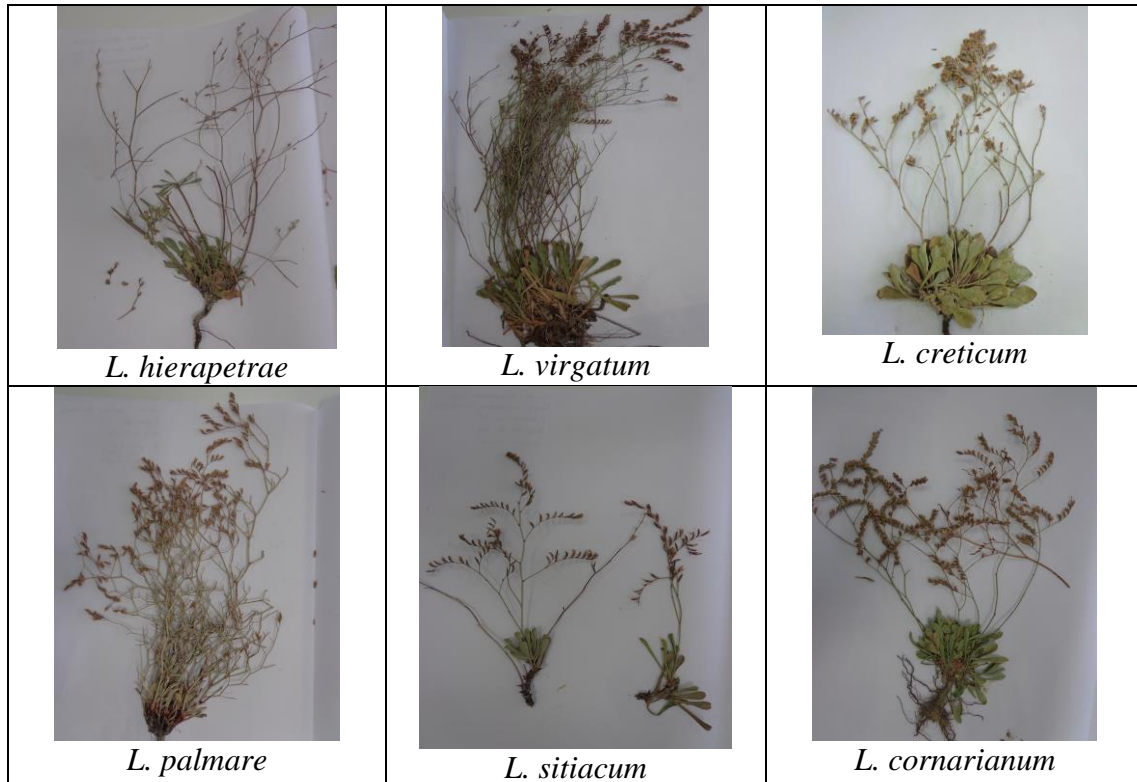 L. hierapetrae
L. virgatum
L. creticum
L. palmare
L. sitiacum
L. cornarianum